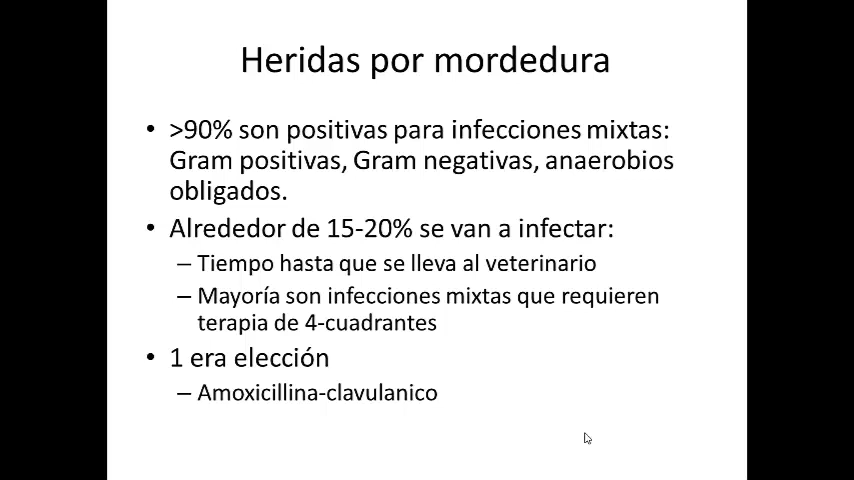 Heridas por mordedura
• >90% son positivas para infecciones mixtas:
Gram positivas, Gram negativas, anaerobios
obligados.
• Alrededor de 15-20% se van a infectar:
– Tiempo hasta que se lleva al veterinario
– Mayoría son infecciones mixtas que requieren
terapia de 4-cuadrantes
• 1 era elección
– Amoxicillina-clavulanico